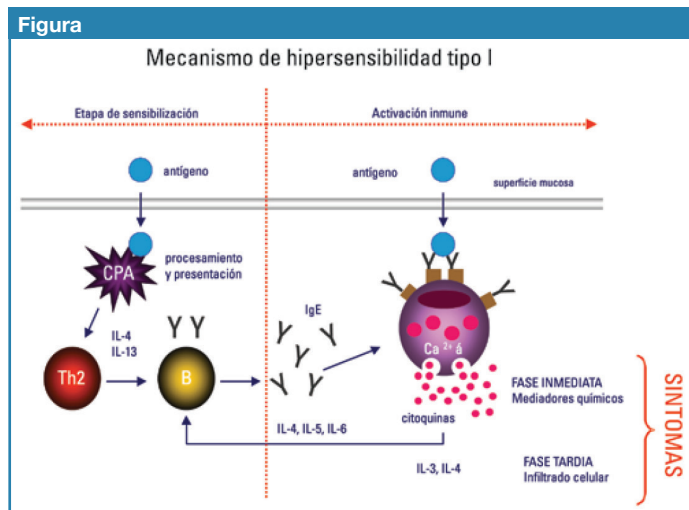 Figura
Mecanismo de hipersensibilidad tipo I
Etapa de sensibilización
Activación inmune
antígeno
antígeno
superficie mucosa
CPA
procesamiento
y presentación
IL-4
IL-13
IgE
Th2
B
Ca 2+ á
FASE INMEDIATA
Mediadores químicos
citoquinas
IL-4, IL-5, IL-6
IL-3, IL-4
FASE TARDIA
Infiltrado celular
SINTOMAS